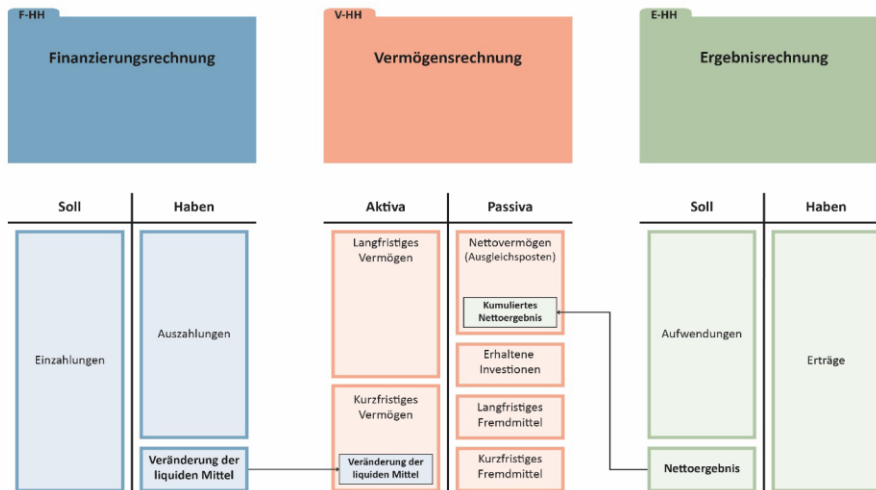 F-HH
Finanzierungsrechnung
V-HH
Vermögensrechnung
E-HH
Ergebnisrechnung
Soll
Haben
Einzahlungen
Auszahlungen
Veränderung der
liquiden Mittel
Aktiva
Passiva
Langfristiges
Vermögen
Kurzfristiges
Vermögen
Veränderung der
liquiden Mittel
Nettovermögen
(Ausgleichsposten)
Kumuliertes
Nettoergebnis
Erhaltene
Investionen
Langfristiges
Fremdmittel
Kurzfristiges
Fremdmittel
Soll
Haben
Aufwendungen
Nettoergebnis
Erträge